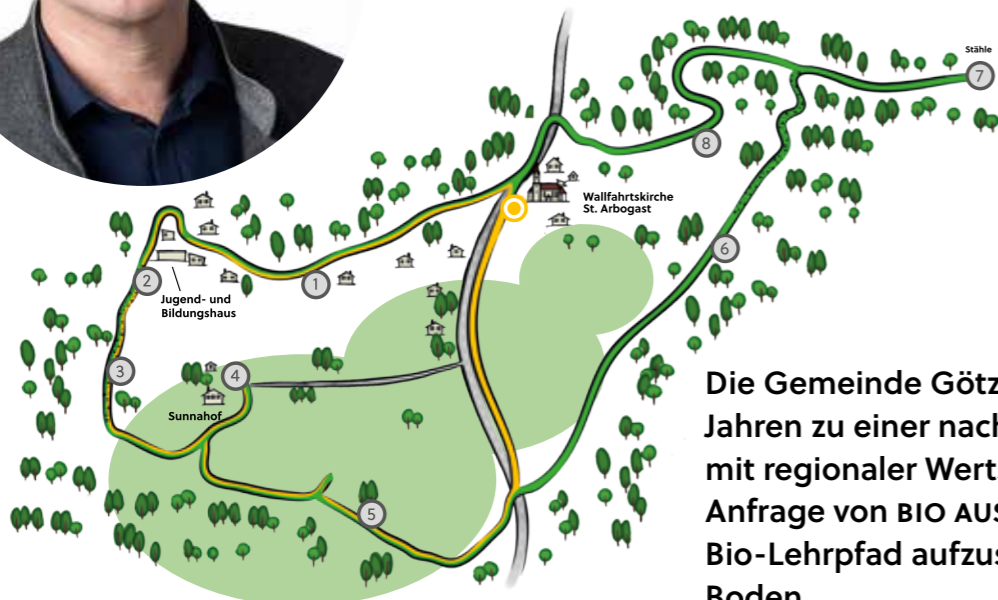 Stähle
7
8
Wallfahrtskirche
St. Arbogast
6
2
1
Jugend- und
Bildungshaus
3
4
Sunnahof
5
Die Gemeinde Götz
Jahren zu einer nach
mit regionaler Wert
Anfrage von BIO AUS
Bio-Lehrpfad aufzus
Boden